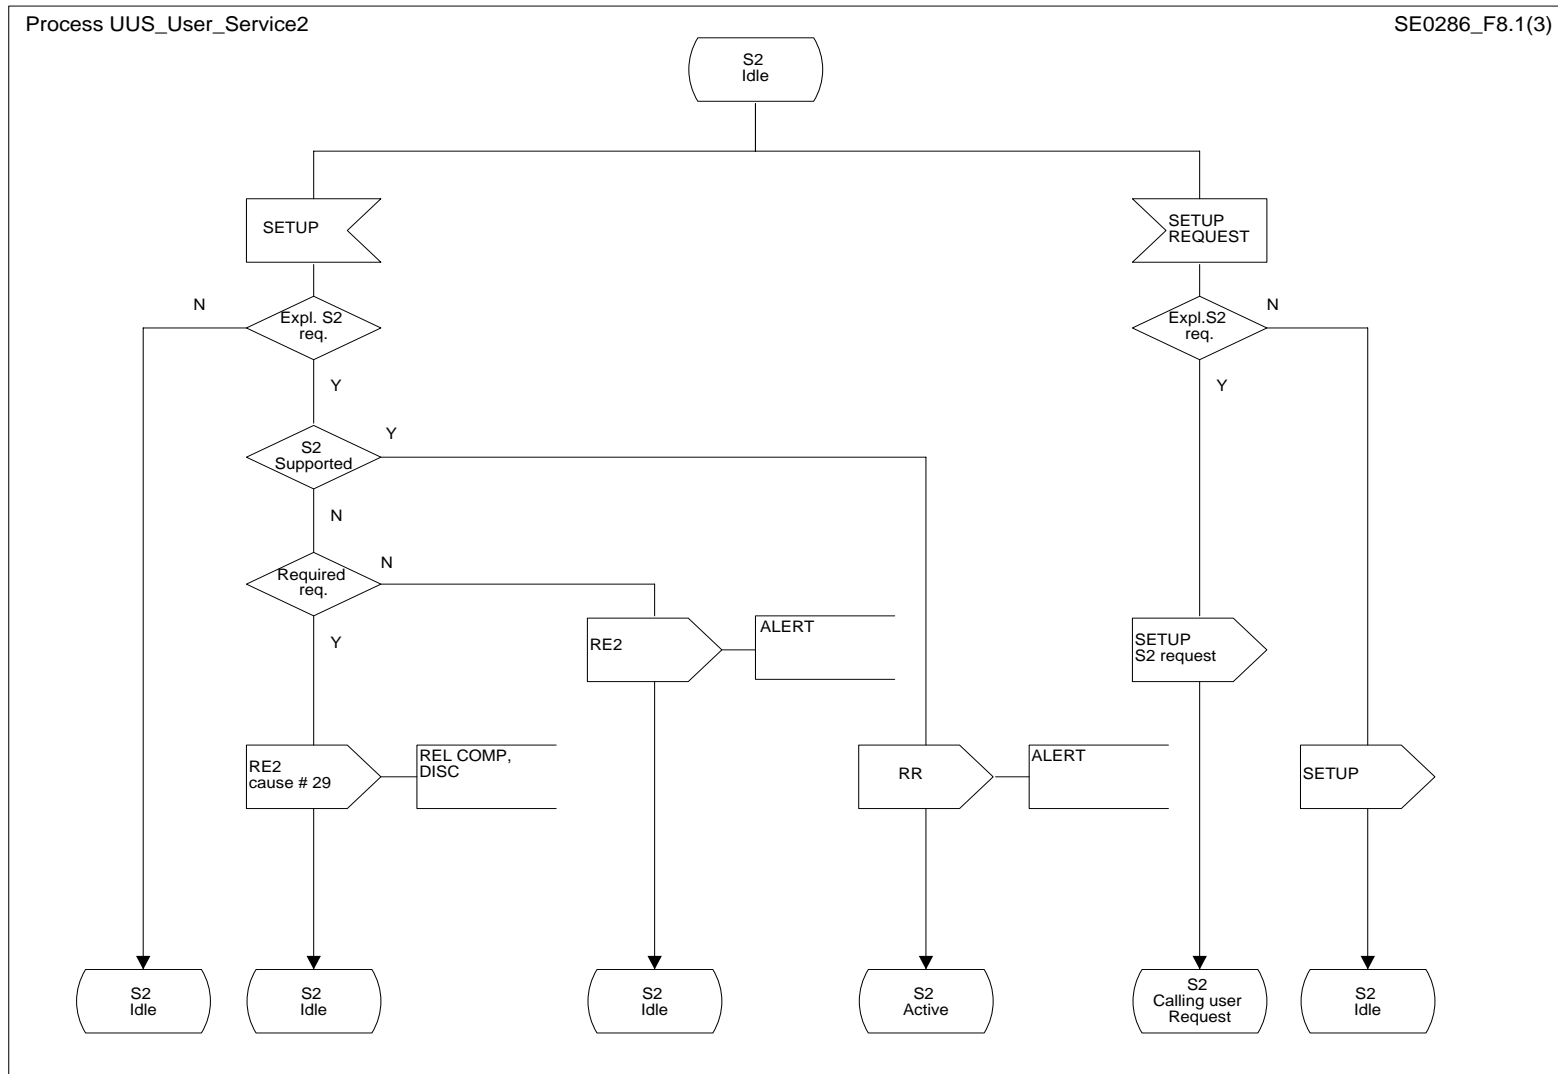 Process UUS_User_Service2
SE0286_F8.1(3)
S2
Idle
SETUP
SETUP
REQUEST
N
Expl. S2
req.
Expl.S2
req.
N
Y
Y
S2
Supported
Y
N
Required
req.
N
Y
RE2
ALERT
SETUP
S2 request
RE2
cause # 29
REL COMP,
DISC
RR
ALERT
SETUP
S2
Idle
S2
Idle
S2
Idle
S2
Active
S2
Calling user
Request
S2
Idle